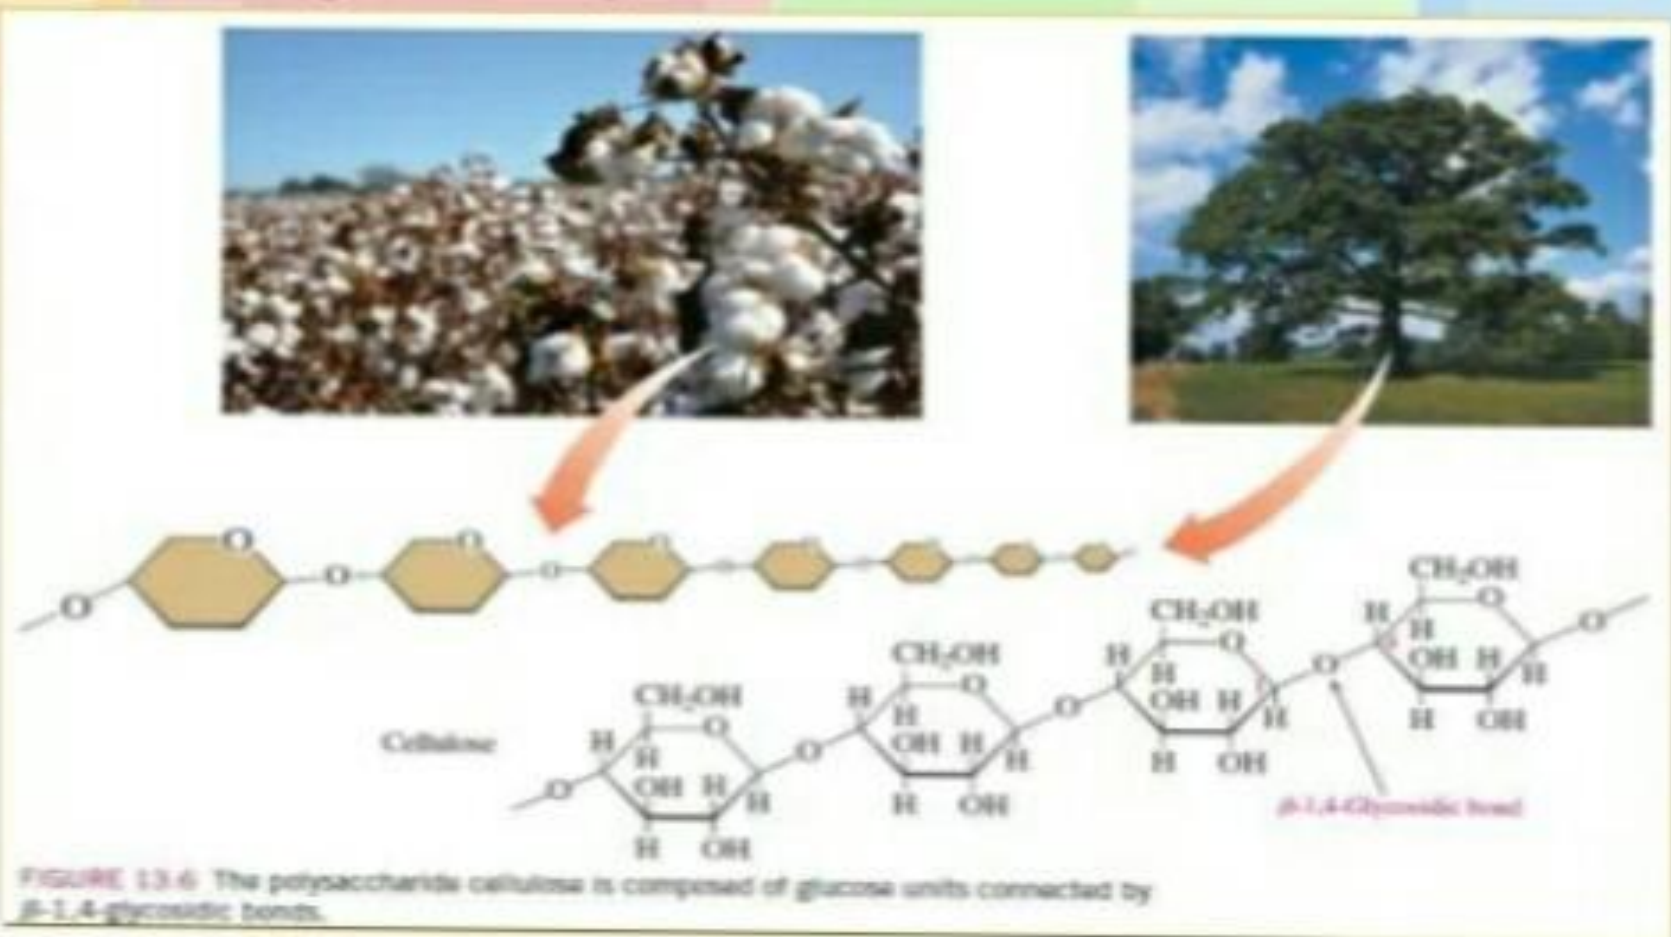 O
O
O
O
O
O
O
O
O
O
O
Cellulose
CH₂OH
O
H
H
OH
H
H
H
OH
O
O
CH₂OH
O
H
H
OH
H
H
H
OH
O
CH₂OH
O
H
H
OH
H
H
H
OH
O
CH₂OH
O
H
H
OH
H
H
H
OH
O
β-1,4-Glycosidic bond
FIGURE 13.6 The polysaccharide cellulose is composed of glucose units connected by
β-1,4-glycosidic bonds.